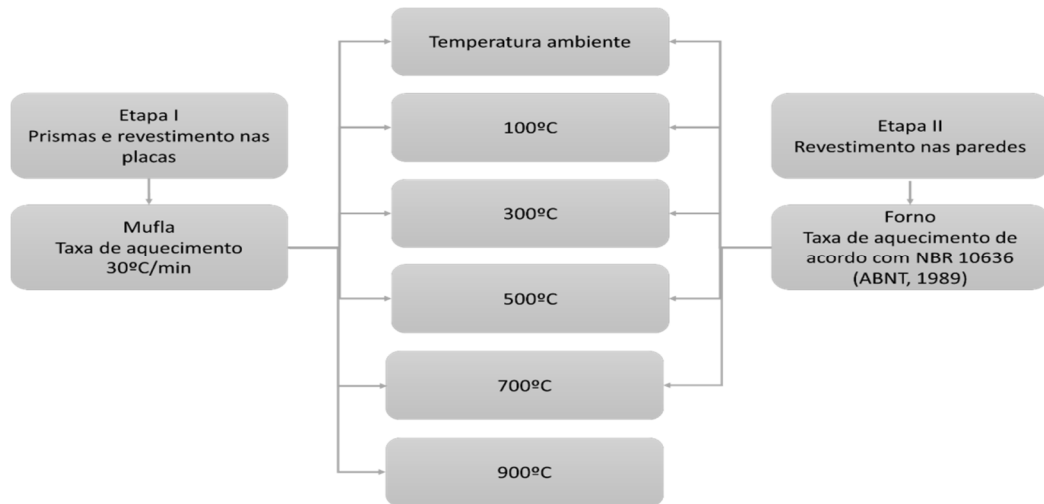 Temperatura ambiente
Etapa I
Prismas e revestimento nas
placas
100ºC
Etapa II
Revestimento nas paredes
Mufla
Taxa de aquecimento
30ºC/min
300ºC
Forno
Taxa de aquecimento de
acordo com NBR 10636
(ABNT, 1989)
500ºC
700ºC
900ºC